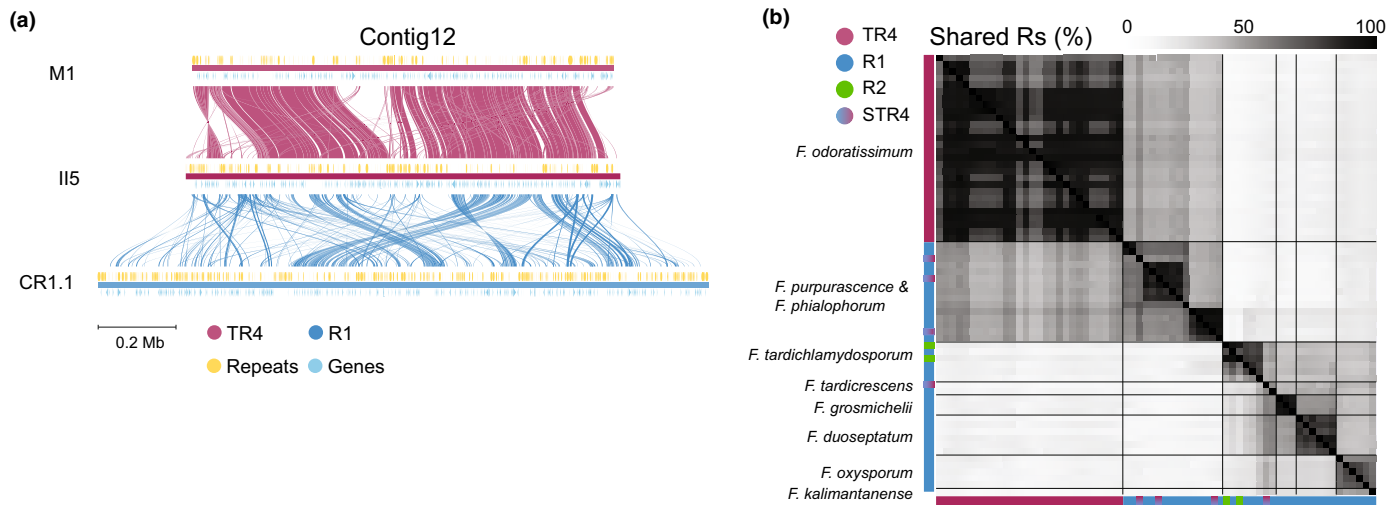 (a)
Contig12
M1
II5
CR1.1
0.2 Mb
TR4
R1
Repeats
Genes
(b)
TR4
R1
R2
STR4
Shared Rs (%)
0
50
100
F. odoratissimum
F. purpurascence &
F. phialophorum
F. tardichlamydosporum
F. tardicrescens
F. grosmichelii
F. duoseptatum
F. oxysporum
F. kalimantanense